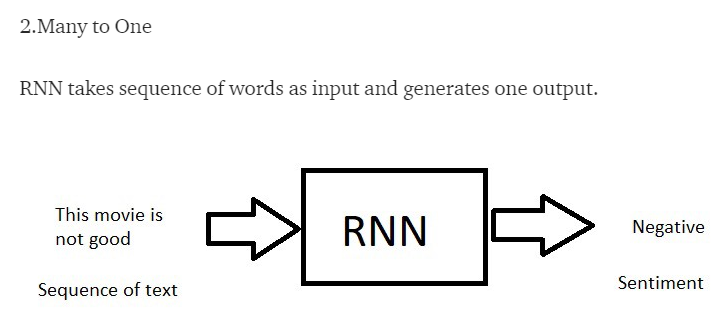 2.Many to One
RNN takes sequence of words as input and generates one output.
This movie is
not good
Sequence of text
RNN
Negative
Sentiment